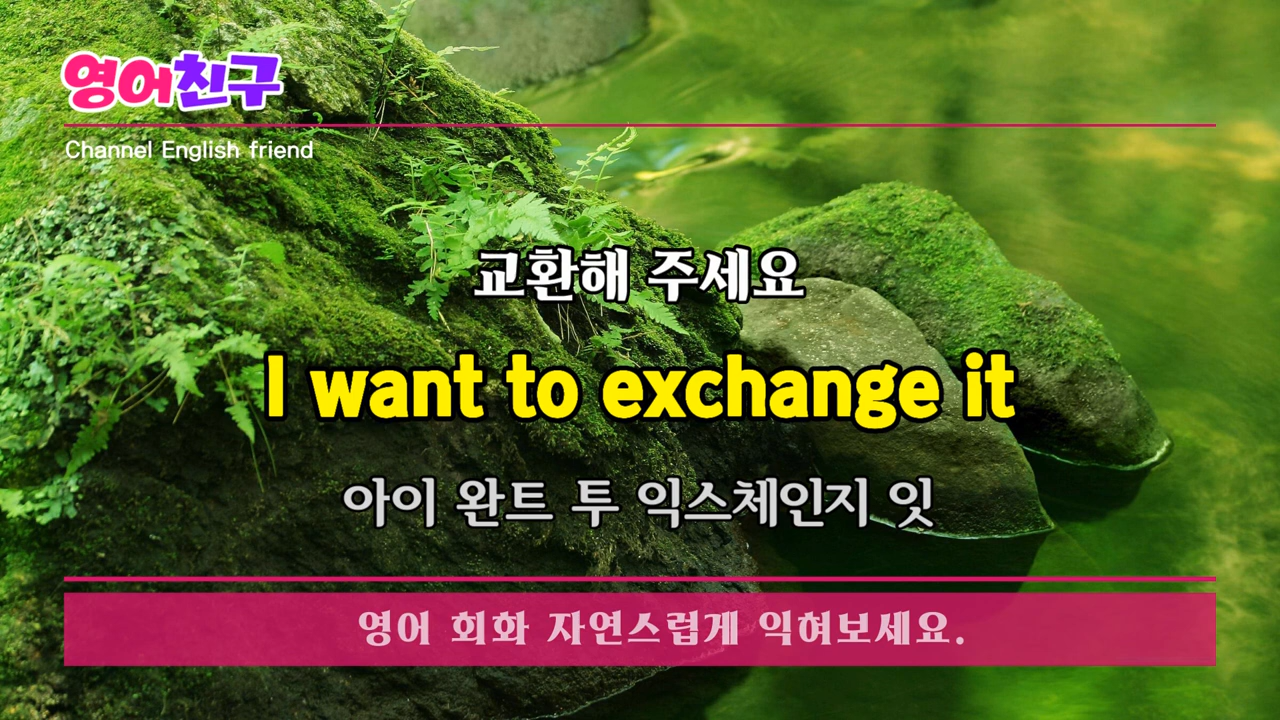 영어친구
Channel English friend
교환해 주세요
I want to exchange it
아이 완트 투 익스체인지 잇
영어 회화 자연스럽게 익혀보세요.